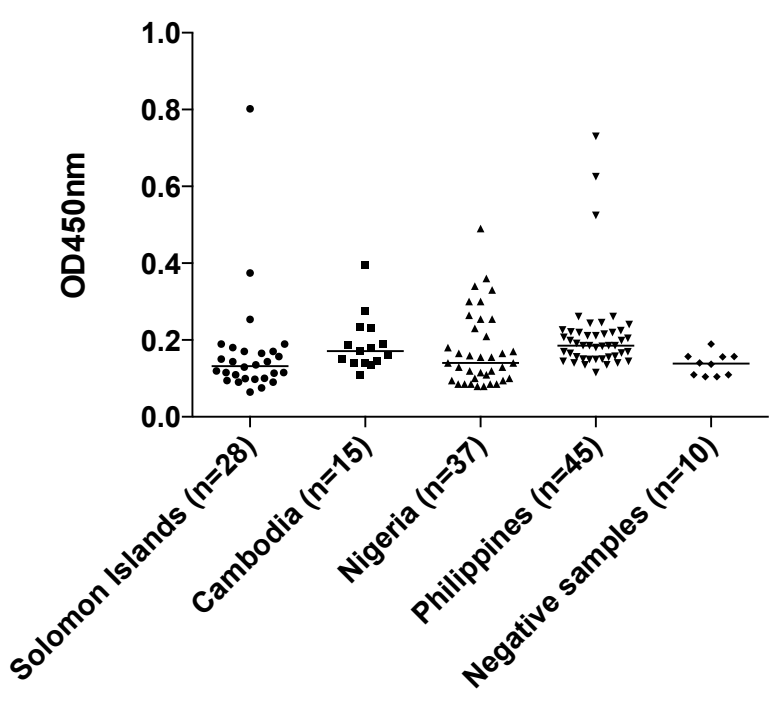 1.0
0.8
0.6
0.4
0.2
0.0
OD450nm
Solomon Islands (n=28)
Cambodia (n=15)
Nigeria (n=37)
Philippines (n=45)
Negative samples (n=10)